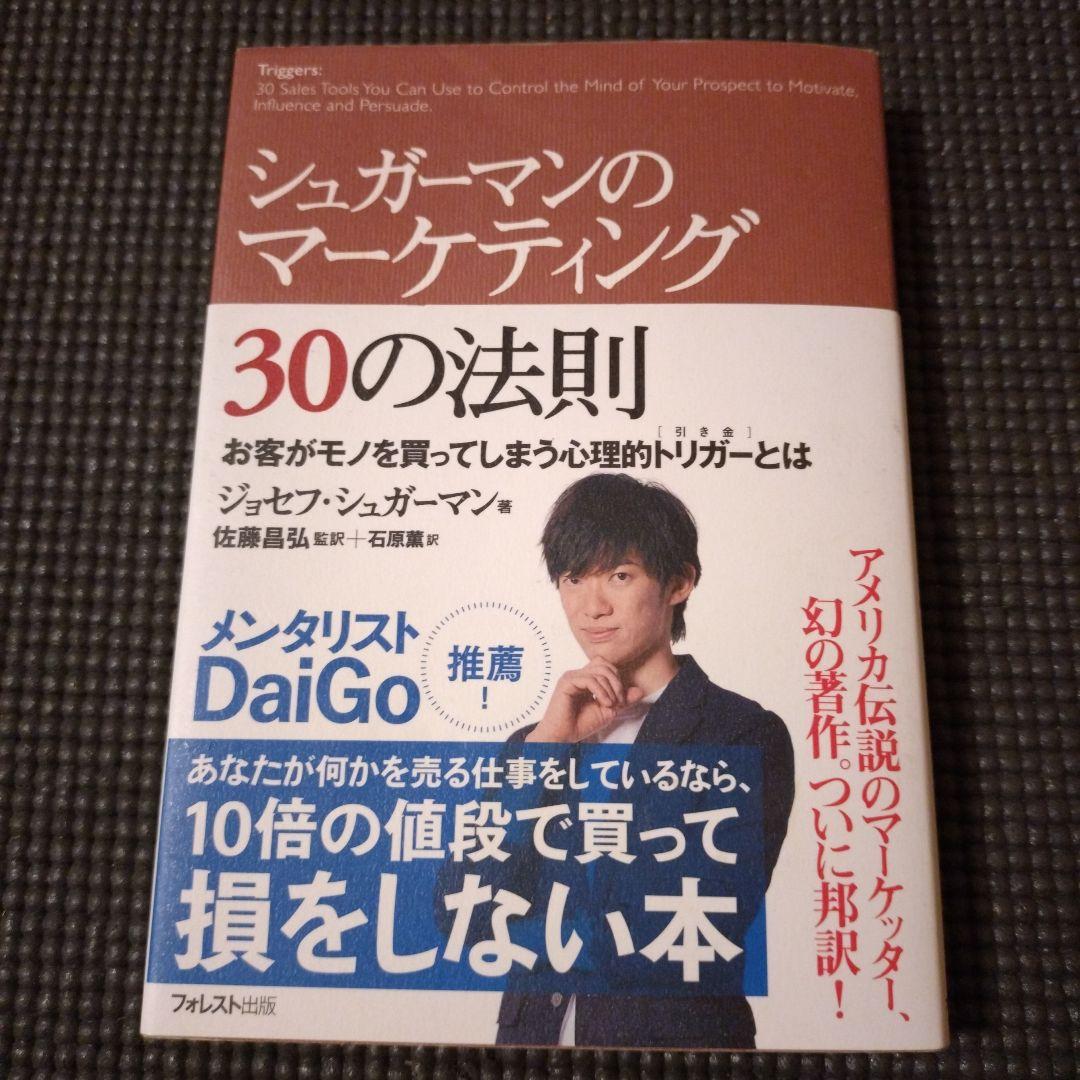 Triggers:
30 Sales Tools You Can Use to Control the Mind of Your Prospect to Motivate,
Influence and Persuade.
シュガーマンの
マーケティング
30の法則
[引き金]
お客がモノを買ってしまう心理的トリガーとは
ジョセフ・シュガーマン著
佐藤昌弘 監訳+石原薫 訳
メンタリスト
DaiGo
推薦
!
アメリカ伝説のマーケッター、
幻の著作。ついに邦訳!
あなたが何かを売る仕事をしているなら、
10倍の値段で買って
損をしない本
フォレスト出版